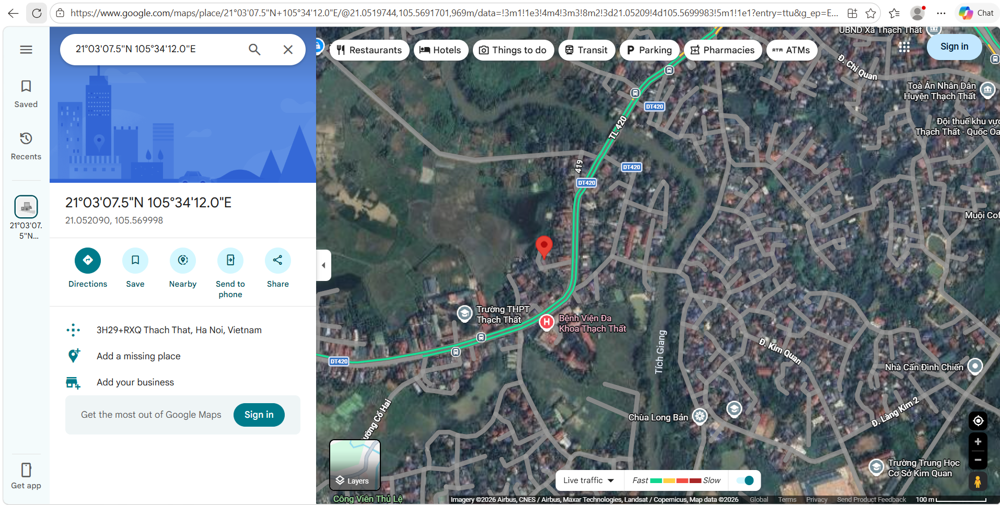 https://www.google.com/maps/place/21°03'07.5"N+105°34'12.0"E/@21.0519744,105.5691701,969m/data=!3m1!1e3!4m4!3m3!8m2!3d21.05209!4d105.5699983!5m1!1e1?entry=ttu&g_ep=E...
Chat
21°03'07.5"N 105°34'12.0"E
Restaurants
Hotels
Things to do
Transit
Parking
Pharmacies
ATM
ATMs
Sign in
Saved
Recents
21°03'07.
5"N...
Get app
21°03'07.5"N 105°34'12.0"E
21.052090, 105.569998
Directions
Save
Nearby
Send to
phone
Share
3H29+RXQ Thach That, Ha Noi, Vietnam
Add a missing place
Add your business
Get the most out of Google Maps
Sign in
UBND Xã Thạch Thất
Đ. Chi Quan
Toà Án Nhân Dân
Huyện Thạch Thất
DT420
TL 420
Đội thuế khu vực
Thạch Thất - Quốc Oa
419
DT420
DT420
Muội Cof
Trường THPT
Thạch Thất
H
Bệnh Viện Đa
Khoa Thạch Thất
Tích Giang
Đ. Kim Quan
DT420
Nhà Cấn Đình Chiến
ường Cổ Hai
Chùa Long Bản
Đ. Làng Kim 2
Trường Trung Học
Cơ Sở Kim Quan
Layers
Công Viên Thủ Lệ
Live traffic
Fast
Slow
Imagery ©2026 Airbus, CNES / Airbus, Maxar Technologies, Landsat / Copernicus, Map data ©2026
Global
Terms
Privacy
Send Product Feedback
100 m